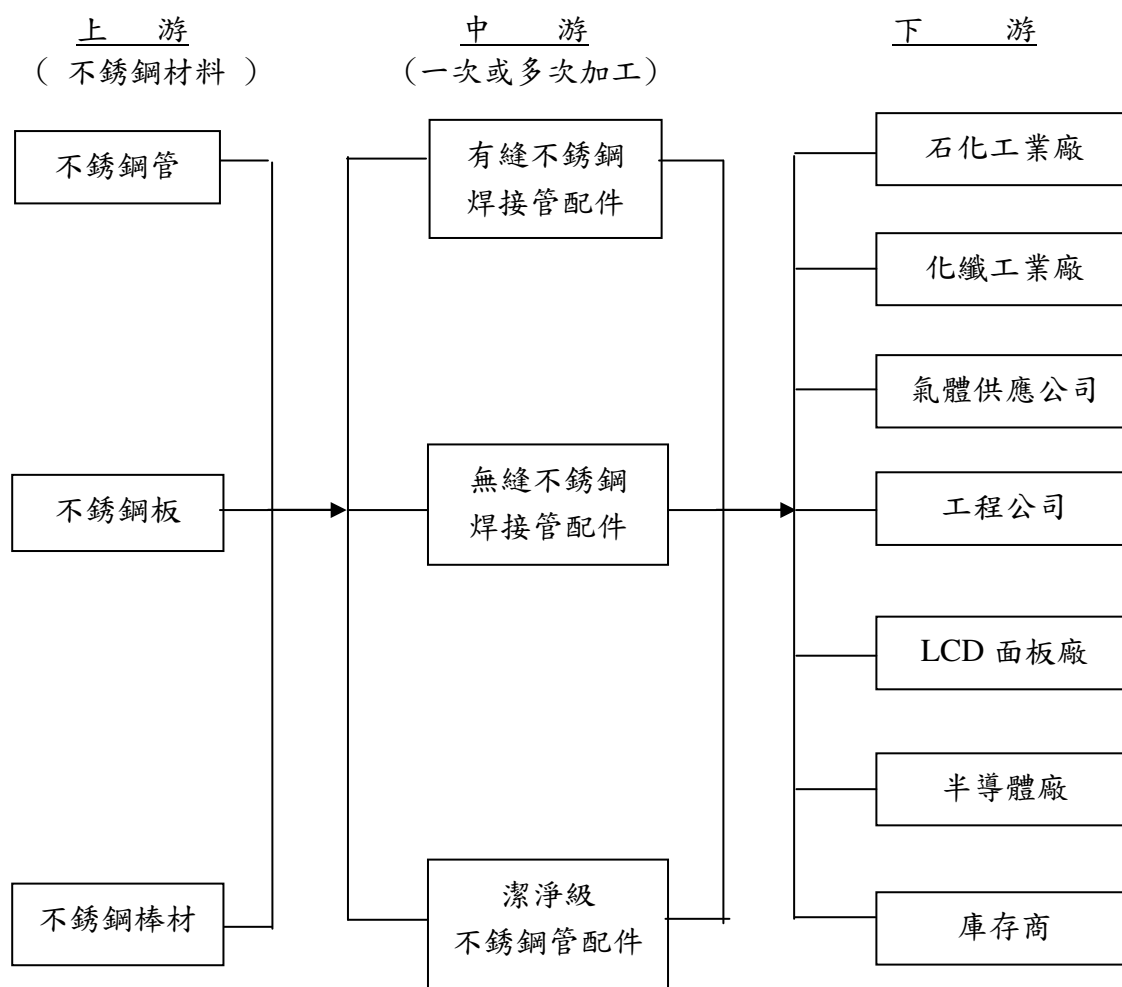 上 游
( 不銹鋼材料 )
不銹鋼管
不銹鋼板
不銹鋼棒材
中 游
(一次或多次加工)
有縫不銹鋼
焊接管配件
無縫不銹鋼
焊接管配件
潔淨級
不銹鋼管配件
下 游
石化工業廠
化纖工業廠
氣體供應公司
工程公司
LCD 面板廠
半導體廠
庫存商